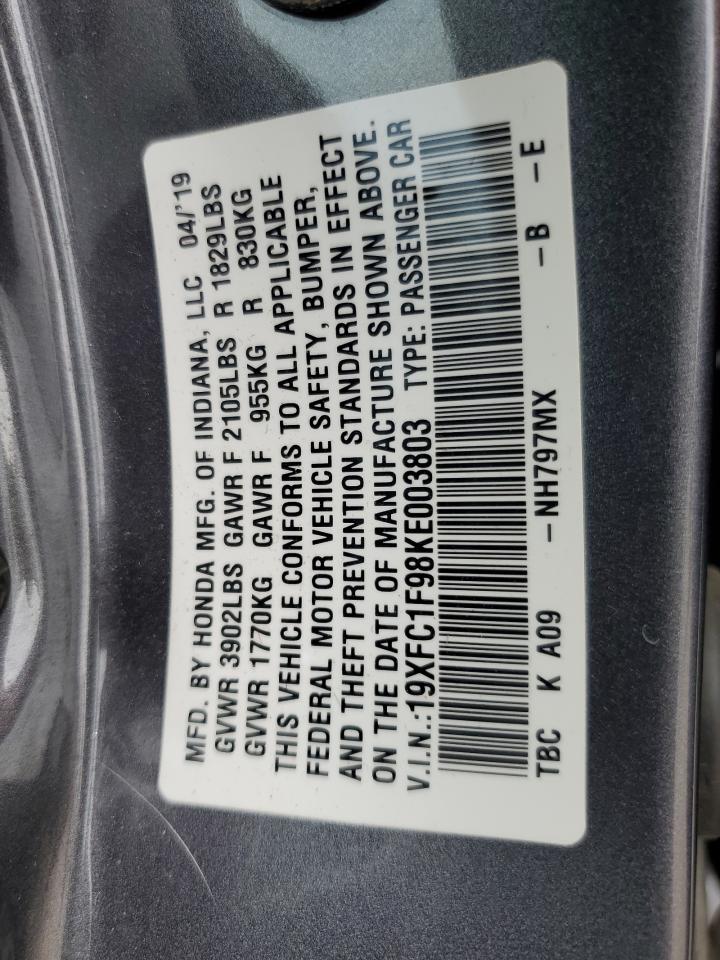 MFD. BY HONDA MFG. OF INDIANA, LLC 04/'19
GVWR 3902LBS GAWR F 2105LBS R 1829LBS
GVWR 1770KG GAWR F 955KG R 830KG
THIS VEHICLE CONFORMS TO ALL APPLICABLE
FEDERAL MOTOR VEHICLE SAFETY, BUMPER,
AND THEFT PREVENTION STANDARDS IN EFFECT
ON THE DATE OF MANUFACTURE SHOWN ABOVE.
V.I.N.:19XFC1F98KE003803 TYPE: PASSENGER CAR
TBC K A09 -NH797MX -B -E